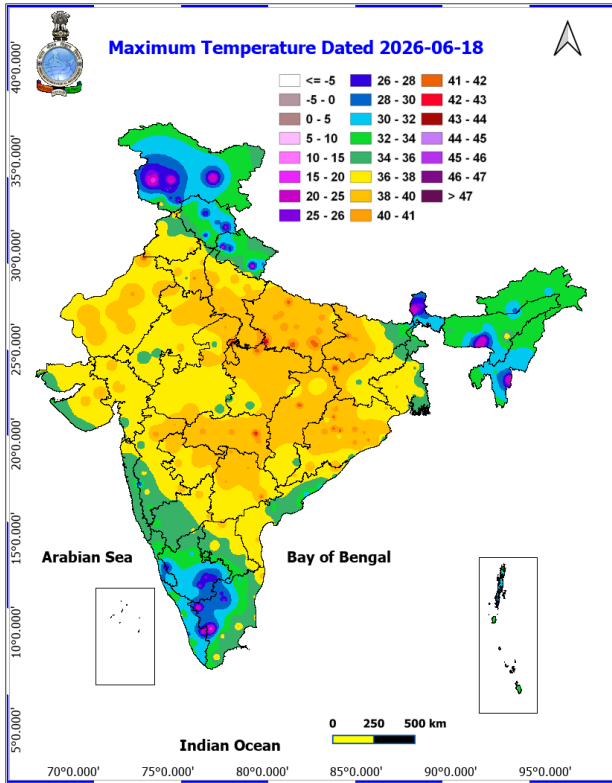 Maximum Temperature Dated 2026-06-18
<= -5
-5 - 0
0 - 5
5 - 10
10 - 15
15 - 20
20 - 25
25 - 26
26 - 28
28 - 30
30 - 32
32 - 34
34 - 36
36 - 38
38 - 40
40 - 41
41 - 42
42 - 43
43 - 44
44 - 45
45 - 46
46 - 47
> 47
40°0.000'
35°0.000'
30°0.000'
25°0.000'
20°0.000'
15°0.000'
10°0.000'
5°0.000'
Arabian Sea
Bay of Bengal
0 250 500 km
Indian Ocean
70°0.000' 75°0.000' 80°0.000' 85°0.000' 90°0.000' 95°0.000'